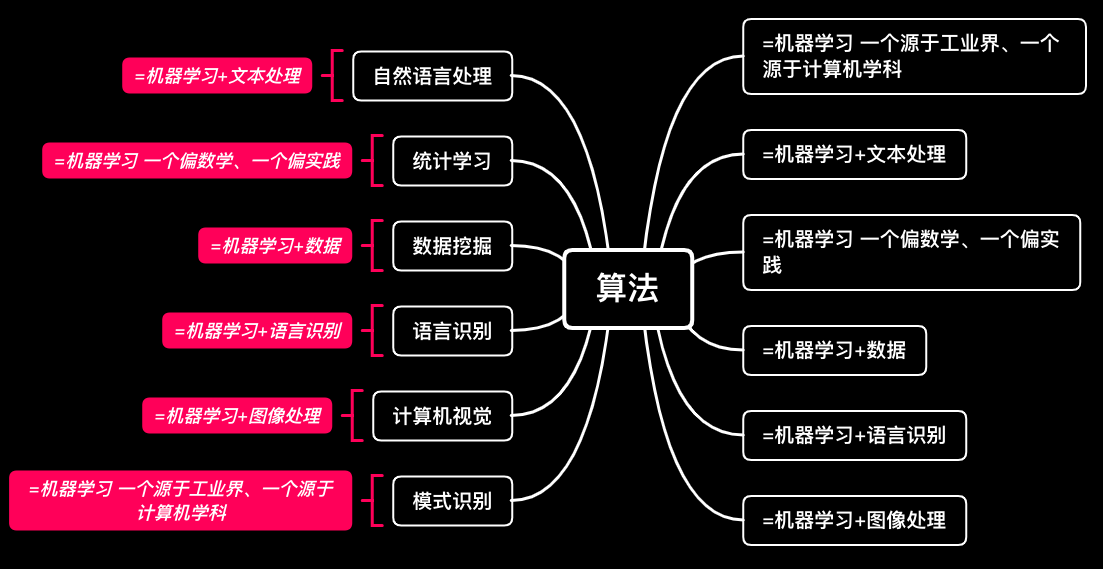 算法
=机器学习 一个源于工业界、一个
源于计算机学科
=机器学习+文本处理
=机器学习 一个偏数学、一个偏实
践
=机器学习+数据
=机器学习+语言识别
=机器学习+图像处理
自然语言处理
=机器学习+文本处理
统计学习
=机器学习 一个偏数学、一个偏实践
数据挖掘
=机器学习+数据
语言识别
=机器学习+语言识别
计算机视觉
=机器学习+图像处理
模式识别
=机器学习 一个源于工业界、一个源于
计算机学科